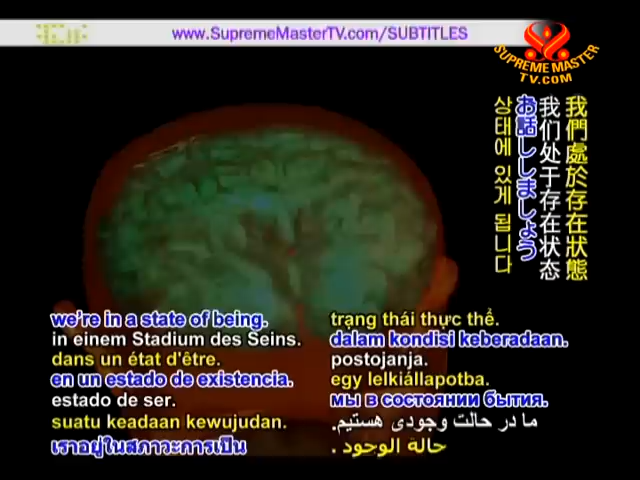 www.SupremeMasterTV.com/SUBTITLES
SUPREME MASTER
TV.COM
我們處於存在狀態
我们处于存在状态
お話ししましょう
상태에 있게 됩니다
we're in a state of being.
in einem Stadium des Seins.
dans un état d'être.
en un estado de existencia.
estado de ser.
suatu keadaan kewujudan.
เราอยู่ในสภาวะการเป็น
trạng thái thực thể.
dalam kondisi keberadaan.
postojanja.
egy lelkiállapotba.
мы в состоянии бытия.
ما در حالت وجودی هستیم.
حالة الوجود .